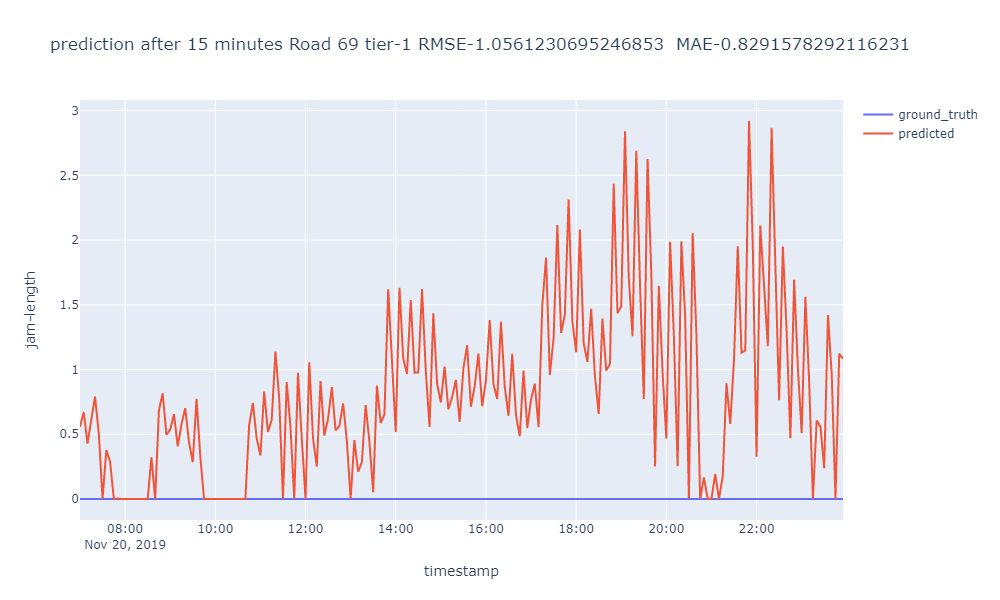 prediction after 15 minutes Road 69 tier-1 RMSE-1.0561230695246853  MAE-0.8291578292116231
ground_truth
predicted
3
2.5
2
1.5
1
0.5
0
jam-length
08:00
10:00
12:00
14:00
16:00
18:00
20:00
22:00
Nov 20, 2019
timestamp